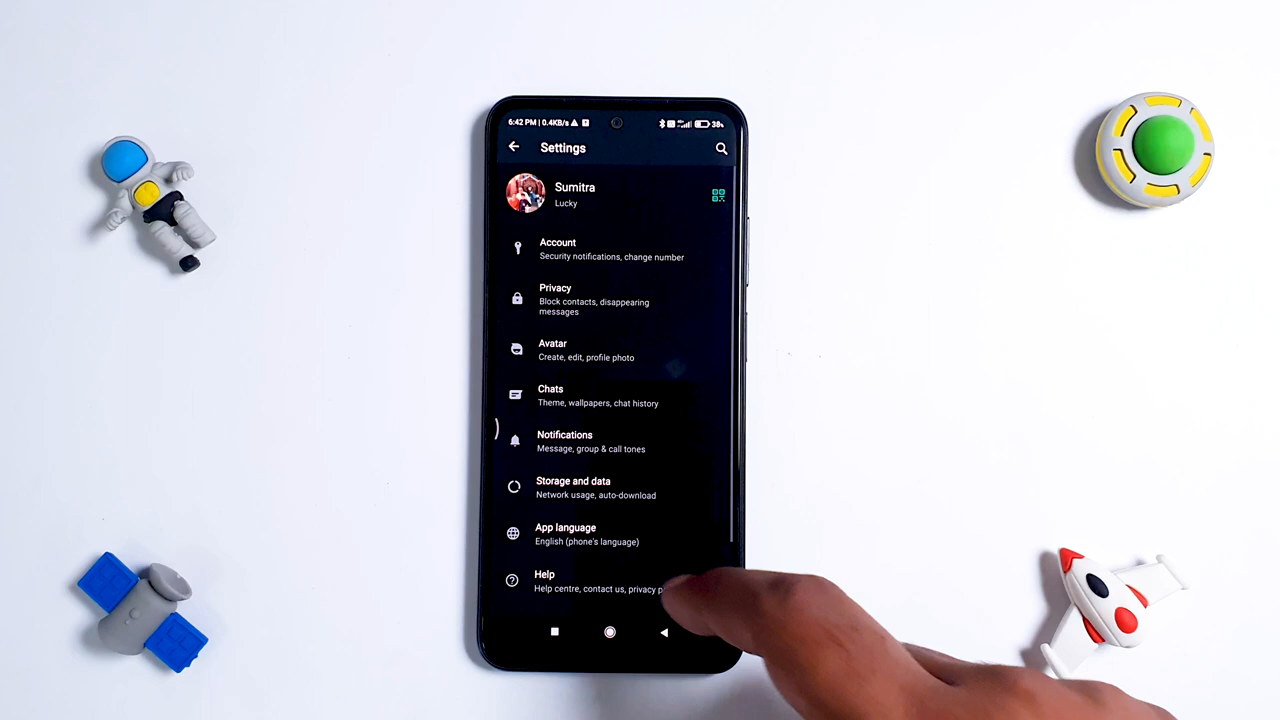 6:42 PM | 0.4KB/s
38%
Settings
Sumitra
Lucky
Account
Security notifications, change number
Privacy
Block contacts, disappearing
messages
Avatar
Create, edit, profile photo
Chats
Theme, wallpapers, chat history
Notifications
Message, group & call tones
Storage and data
Network usage, auto-download
App language
English (phone's language)
Help
Help centre, contact us, privacy